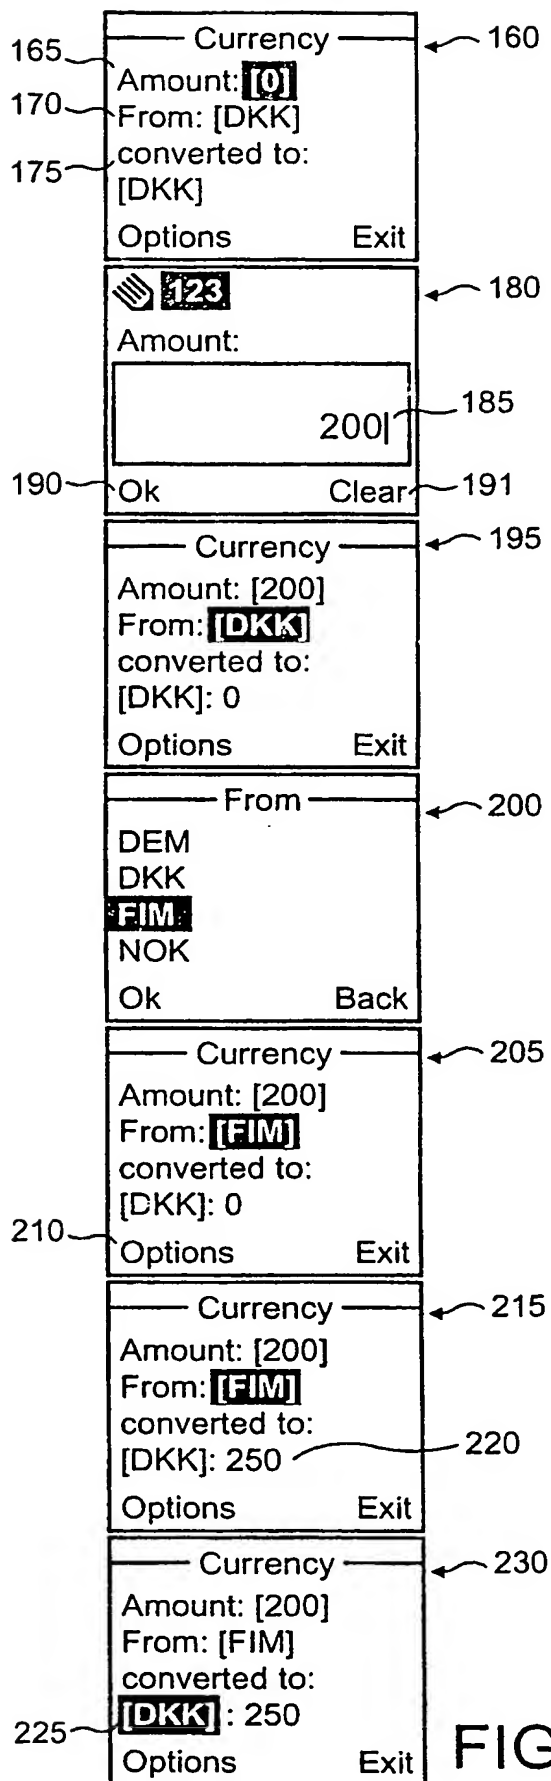 Currency
160
165
Amount: [0]
170
From: [DKK]
175
converted to:
[DKK]
Options Exit
123
180
Amount:
200
185
190
Ok Clear
191
Currency
195
Amount: [200]
From: [DKK]
converted to:
[DKK]: 0
Options Exit
From
200
DEM
DKK
FIM
NOK
Ok Back
Currency
205
Amount: [200]
From: [FIM]
converted to:
[DKK]: 0
210
Options Exit
Currency
215
Amount: [200]
From: [FIM]
converted to:
[DKK]: 250
220
Options Exit
Currency
230
Amount: [200]
From: [FIM]
converted to:
225
[DKK] : 250
Options Exit
FIG